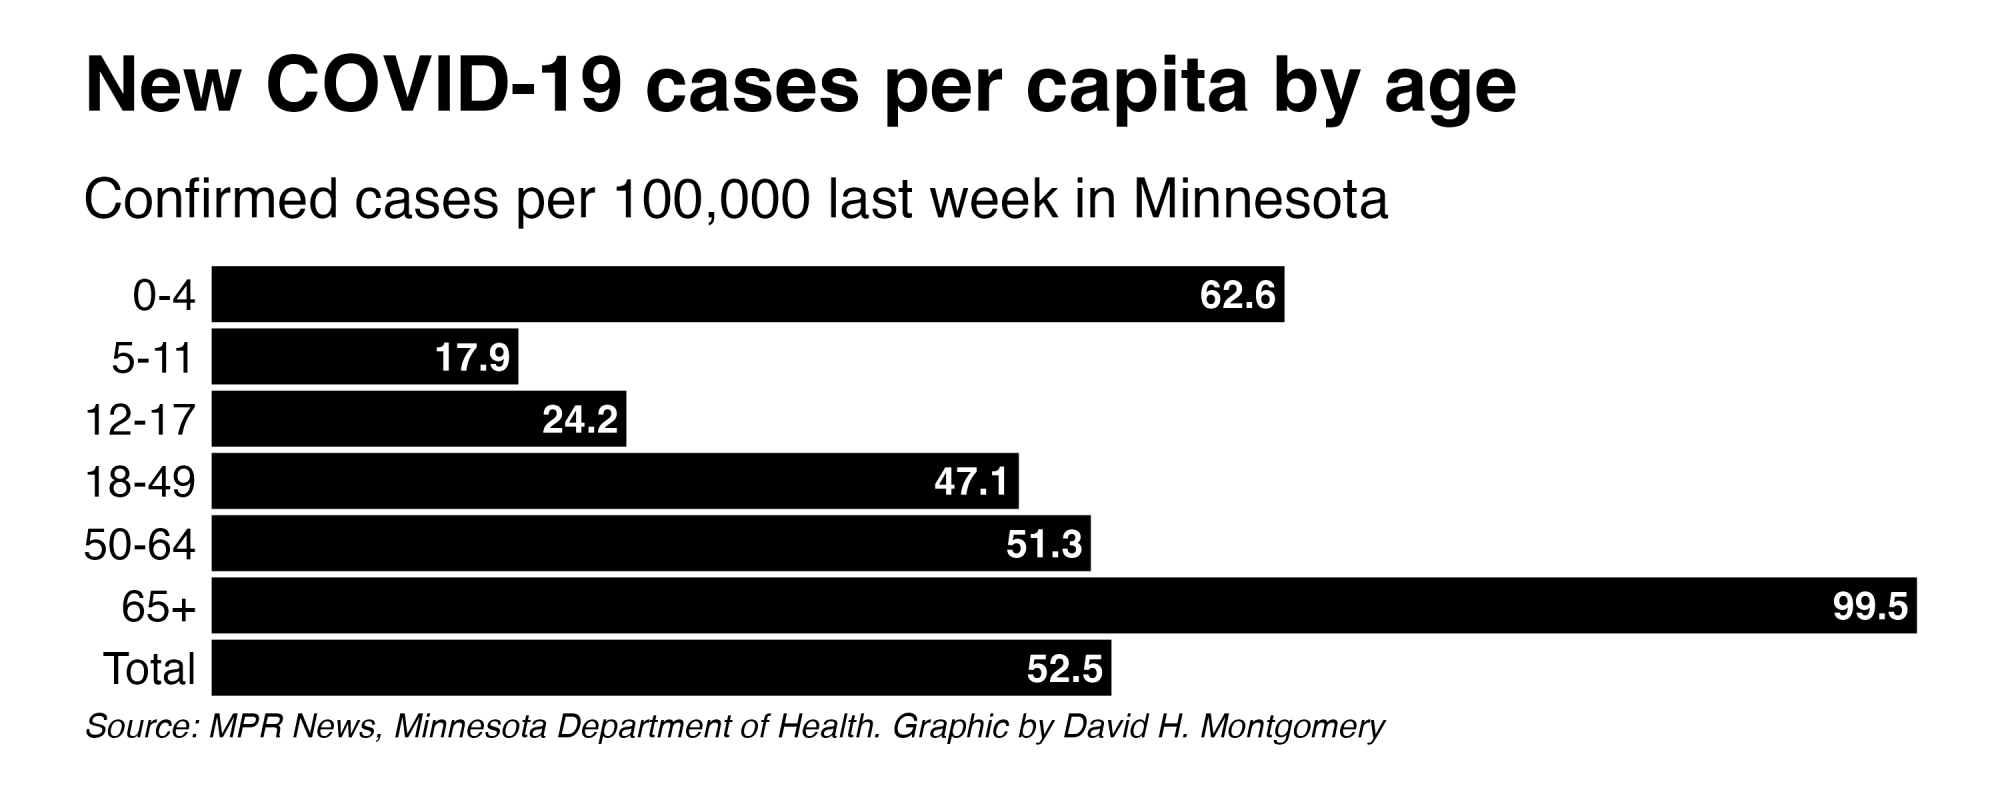 New COVID-19 cases per capita by age
Confirmed cases per 100,000 last week in Minnesota
0-4 62.6
5-11 17.9
12-17 24.2
18-49 47.1
50-64 51.3
65+ 99.5
Total 52.5
Source: MPR News, Minnesota Department of Health. Graphic by David H. Montgomery